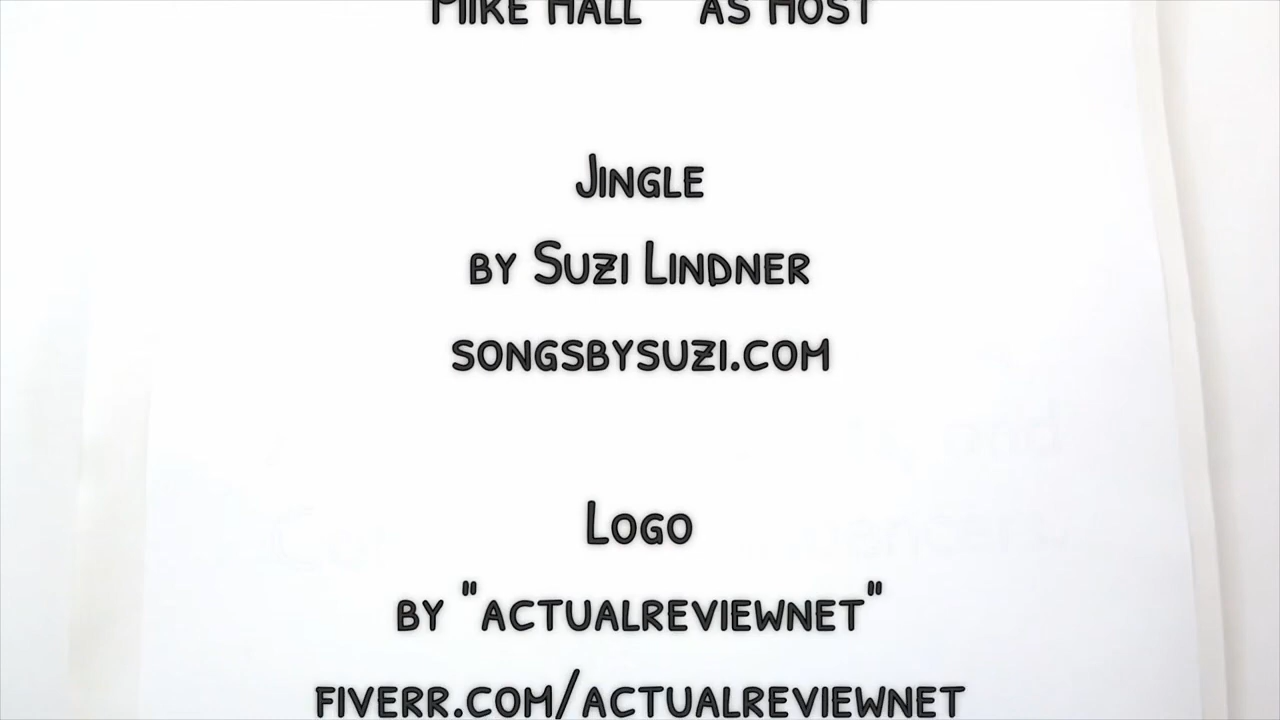 Mike Hall as Host
Jingle
by Suzi Lindner
songsbysuzi.com
Logo
by "actualreviewnet"
fiverr.com/actualreviewnet